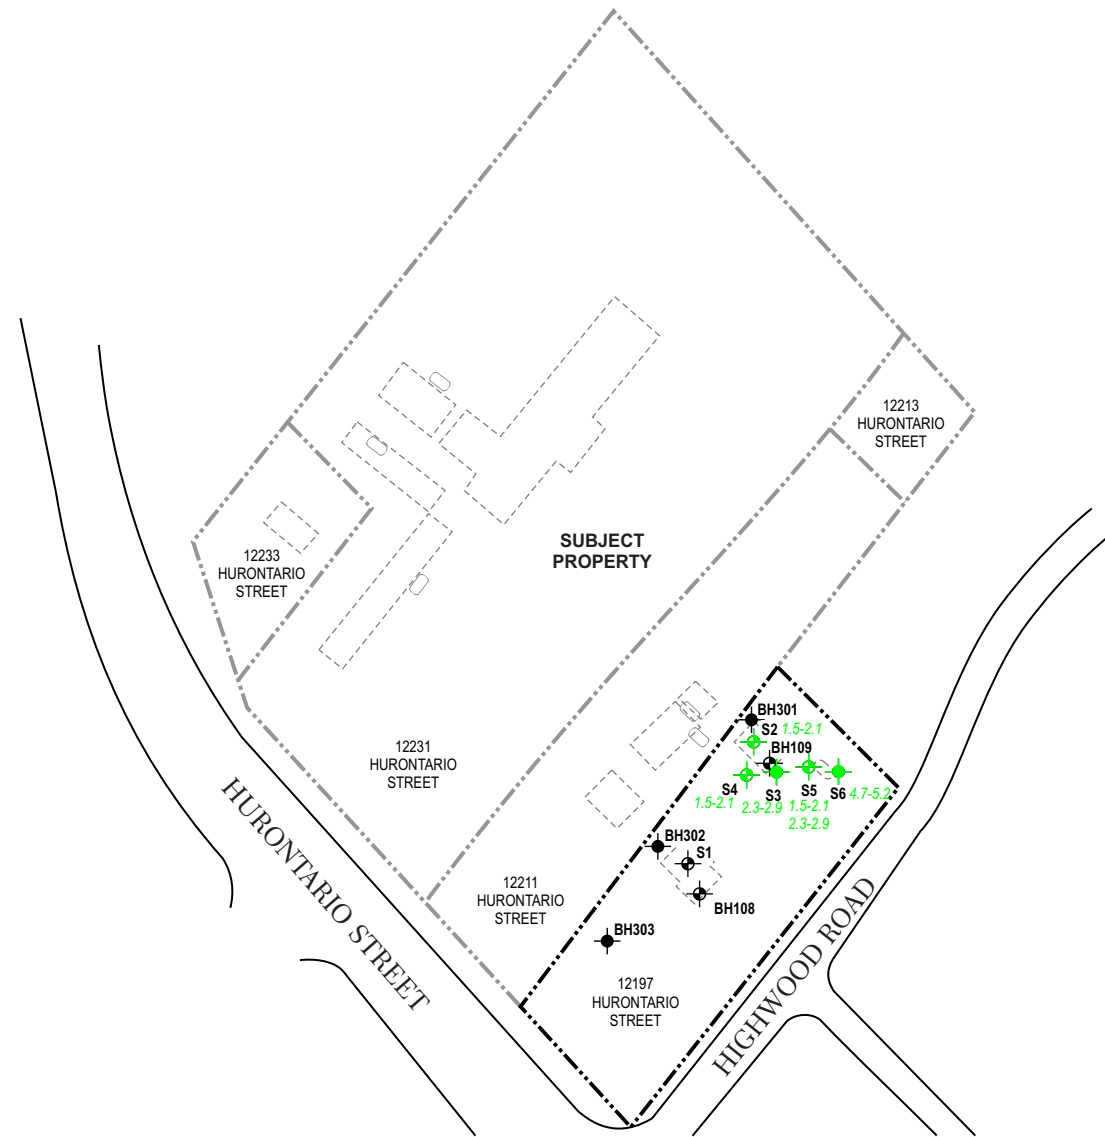 12213
HURONTARIO
STREET
SUBJECT
PROPERTY
12233
HURONTARIO
STREET
BH301
S2 1.5-2.1
12231
HURONTARIO
STREET
BH109
S4
S3
S5
S6 4.7-5.2
1.5-2.1
2.3-2.9
1.5-2.1
2.3-2.9
HURONTARIO STREET
BH302
S1
12211
HURONTARIO
STREET
BH108
BH303
HIGHWOOD ROAD
12197
HURONTARIO
STREET